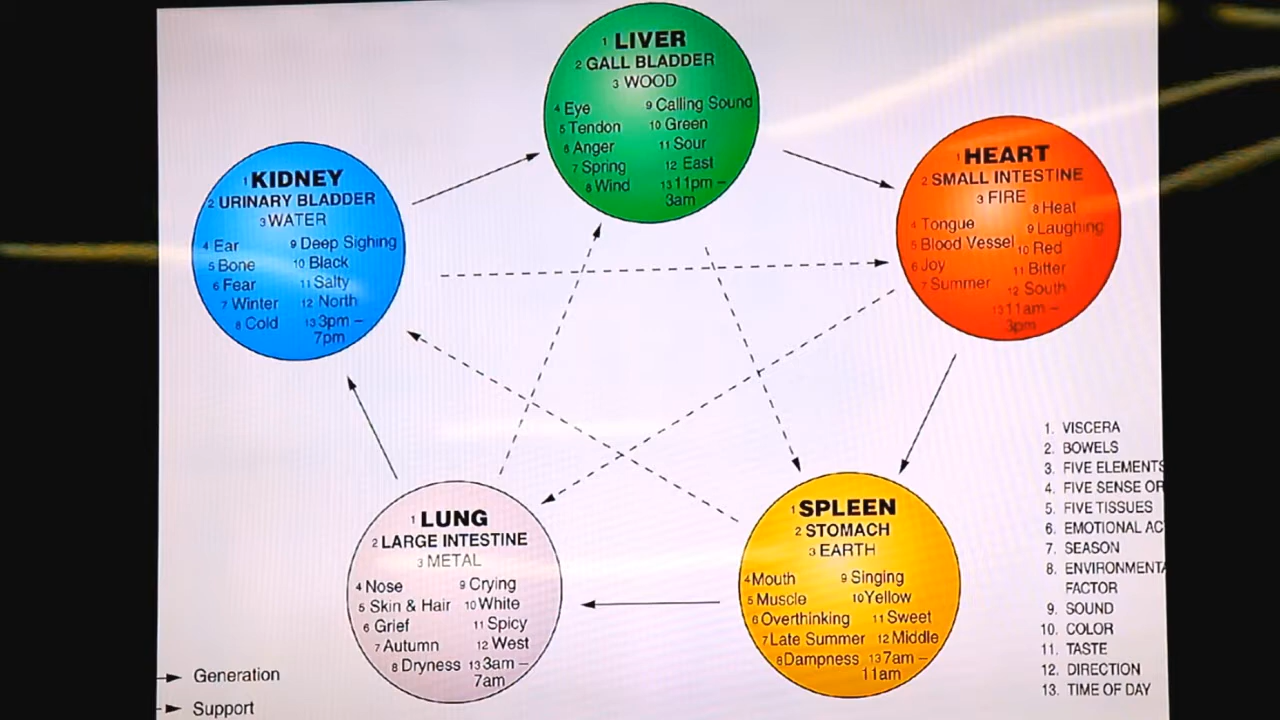 1 LIVER
2 GALL BLADDER
3 WOOD
4 Eye
5 Tendon
6 Anger
7 Spring
8 Wind
9 Calling Sound
10 Green
11 Sour
12 East
13 11pm –
3am
1 HEART
2 SMALL INTESTINE
3 FIRE
4 Tongue
5 Blood Vessel
6 Joy
7 Summer
8 Heat
9 Laughing
10 Red
11 Bitter
12 South
13 11am –
3pm
1 KIDNEY
2 URINARY BLADDER
3 WATER
4 Ear
5 Bone
6 Fear
7 Winter
8 Cold
9 Deep Sighing
10 Black
11 Salty
12 North
13 3pm –
7pm
1 LUNG
2 LARGE INTESTINE
3 METAL
4 Nose
5 Skin & Hair
6 Grief
7 Autumn
8 Dryness
9 Crying
10 White
11 Spicy
12 West
13 3am –
7am
1 SPLEEN
2 STOMACH
3 EARTH
4 Mouth
5 Muscle
6 Overthinking
7 Late Summer
8 Dampness
9 Singing
10 Yellow
11 Sweet
12 Middle
13 7am –
11am
1. VISCERA
2. BOWELS
3. FIVE ELEMENTS
4. FIVE SENSE OR
5. FIVE TISSUES
6. EMOTIONAL AC
7. SEASON
8. ENVIRONMENTA
FACTOR
9. SOUND
10. COLOR
11. TASTE
12. DIRECTION
13. TIME OF DAY
Generation
Support